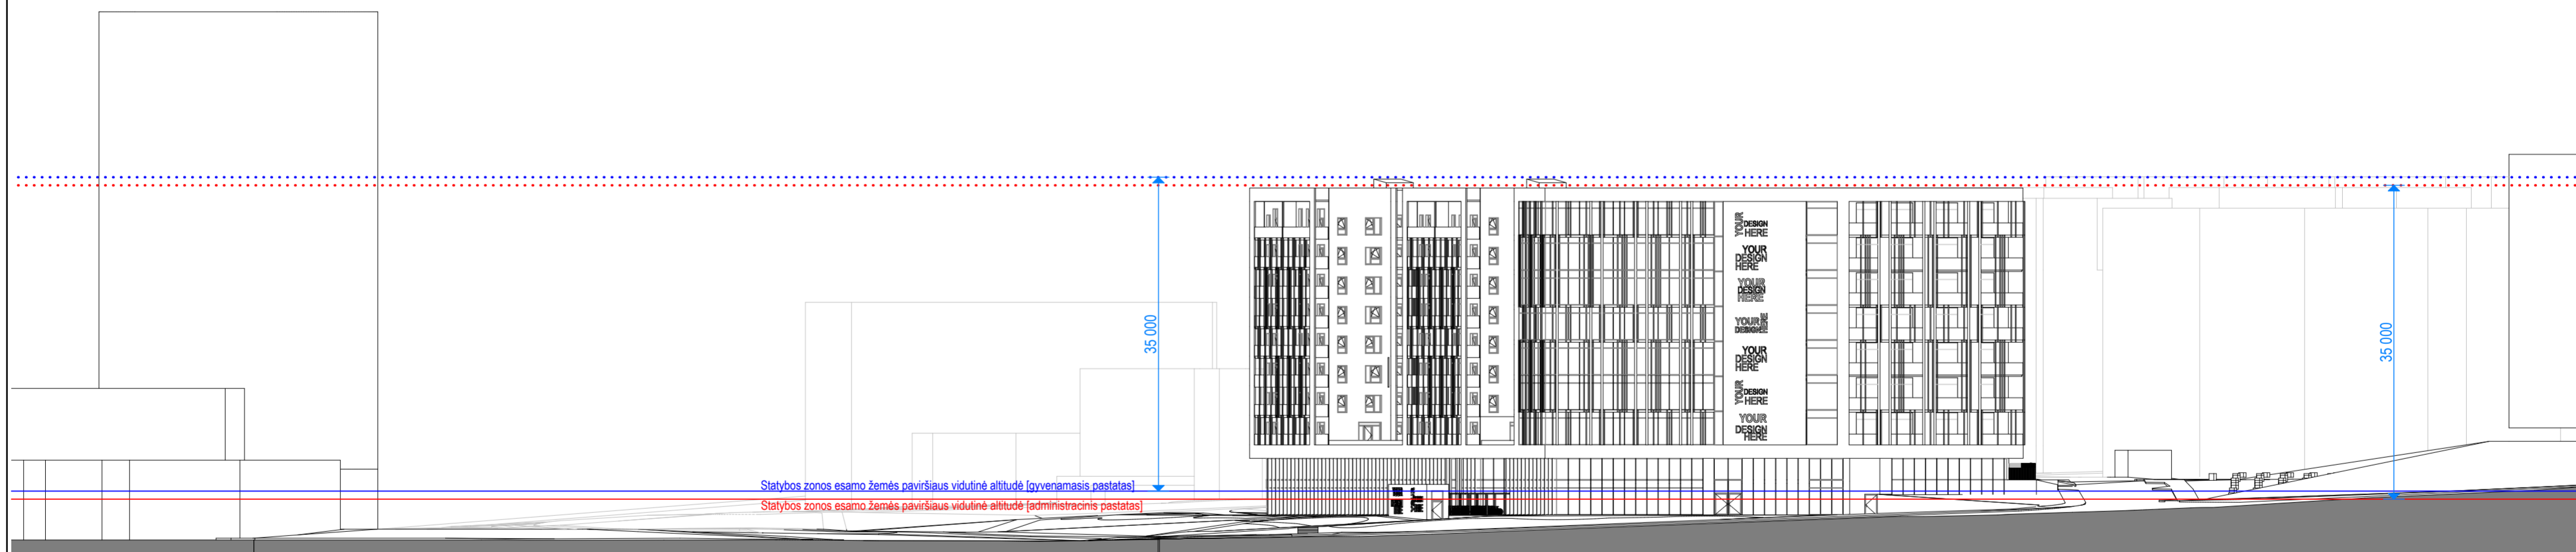 35 000
Statybos zonos esamo žemės paviršiaus vidutinė altitudė [gyvenamasis pastatas]
Statybos zonos esamo žemės paviršiaus vidutinė altitudė [administracinis pastatas]
YOUR
DESIGN
HERE
YOUR
DESIGN
HERE
YOUR
DESIGN
HERE
YOUR
DESIGN
HERE
YOUR
DESIGN
HERE
YOUR
DESIGN
HERE
YOUR
DESIGN
HERE
35 000